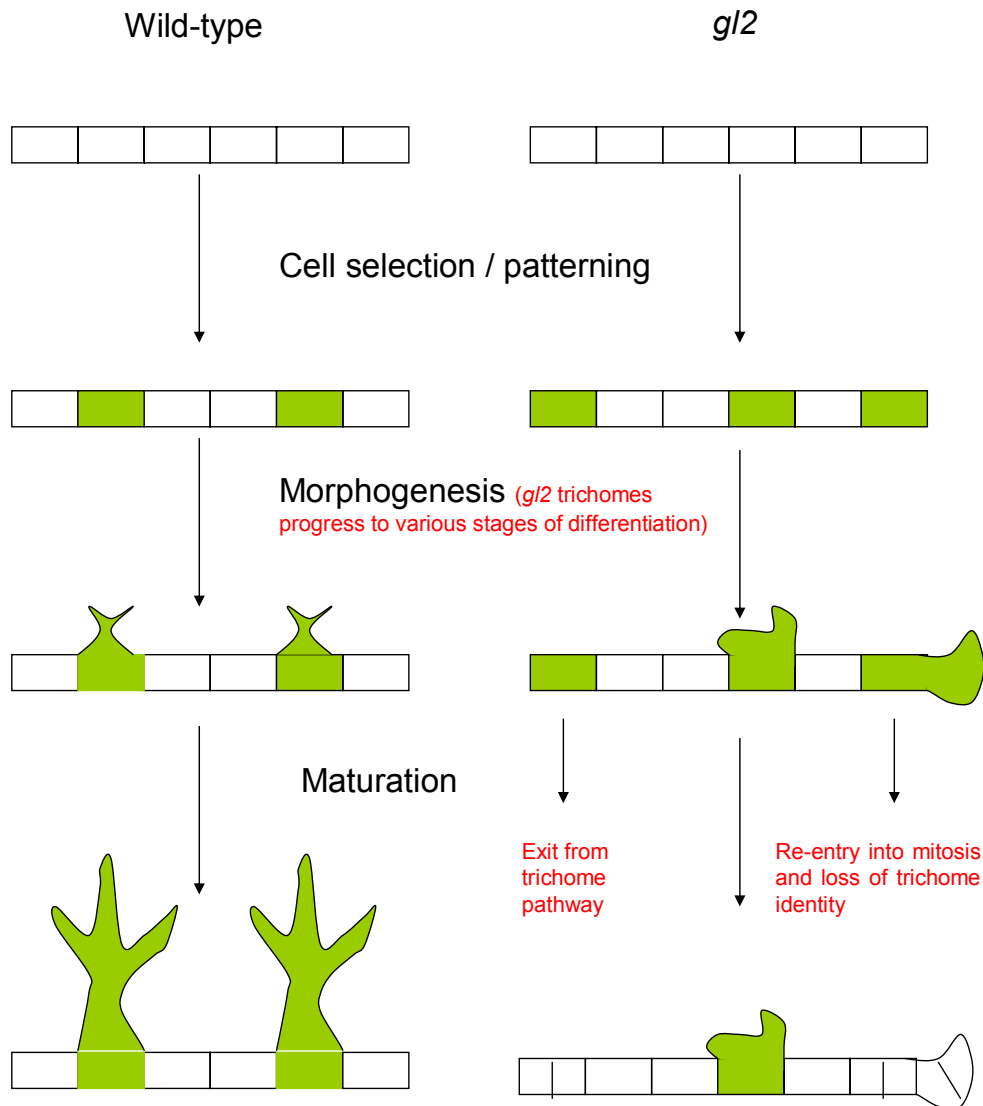 Wild-type
gl2
Cell selection / patterning
Morphogenesis (gl2 trichomes
progress to various stages of differentiation)
Maturation
Exit from
trichome
pathway
Re-entry into mitosis
and loss of trichome
identity